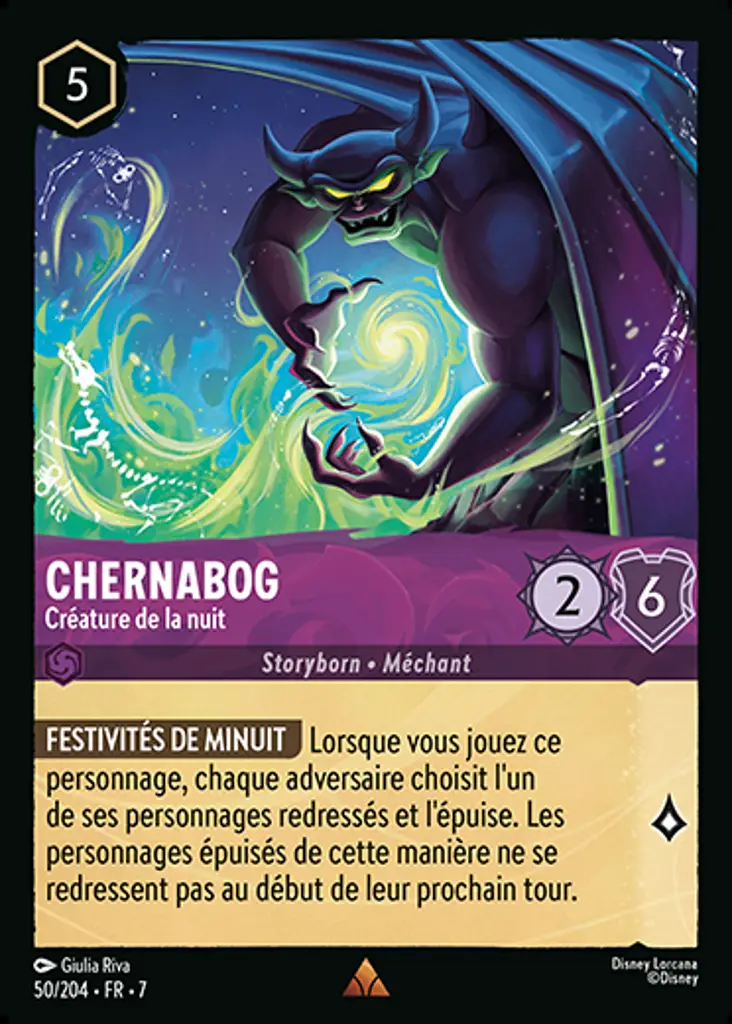 5
CHERNABOG
Créature de la nuit
2
6
Storyborn • Méchant
FESTIVITÉS DE MINUIT Lorsque vous jouez ce
personnage, chaque adversaire choisit l'un
de ses personnages redressés et l'épuise. Les
personnages épuisés de cette manière ne se
redressent pas au début de leur prochain tour.
Giulia Riva
50/204 • FR • 7
Disney Lorcana
©Disney